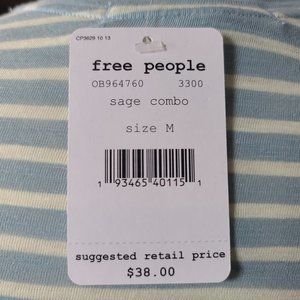 CP3629 10 13
free people
OB964760 3300
sage combo
size M
1 93465 40115 1
suggested retail price
$38.00